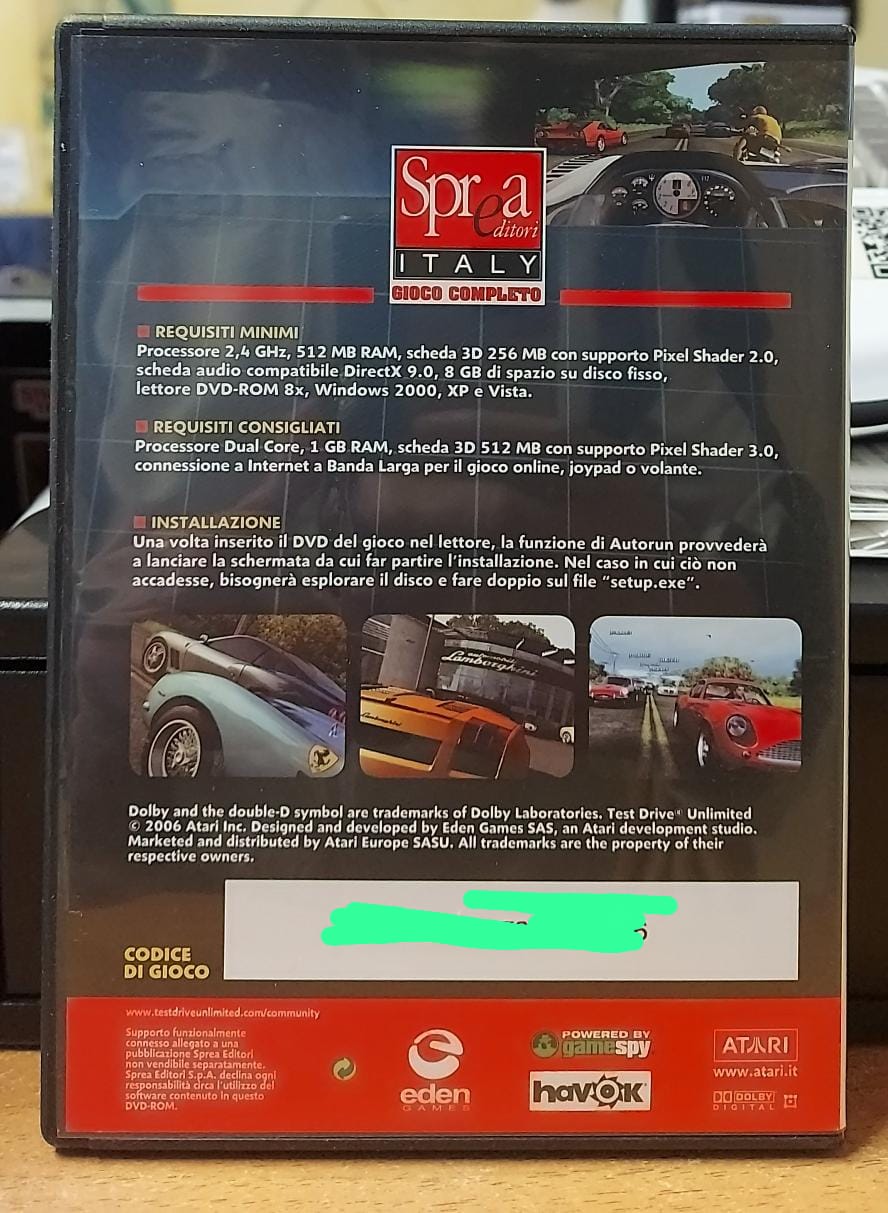 Sprea
editori
ITALY
GIOCO COMPLETO
REQUISITI MINIMI
Processore 2,4 GHz, 512 MB RAM, scheda 3D 256 MB con supporto Pixel Shader 2.0,
scheda audio compatibile DirectX 9.0, 8 GB di spazio su disco fisso,
lettore DVD-ROM 8x, Windows 2000, XP e Vista.
REQUISITI CONSIGLIATI
Processore Dual Core, 1 GB RAM, scheda 3D 512 MB con supporto Pixel Shader 3.0,
connessione a Internet a Banda Larga per il gioco online, joypad o volante.
INSTALLAZIONE
Una volta inserito il DVD del gioco nel lettore, la funzione di Autorun provvederà
a lanciare la schermata da cui far partire l'installazione. Nel caso in cui ciò non
accadesse, bisognerà esplorare il disco e fare doppio sul file “setup.exe”.
automobili
Lamborghini
Lamborghini
Dolby and the double-D symbol are trademarks of Dolby Laboratories. Test Drive® Unlimited
© 2006 Atari Inc. Designed and developed by Eden Games SAS, an Atari development studio.
Marketed and distributed by Atari Europe SASU. All trademarks are the property of their
respective owners.
CODICE
DI GIOCO
www.testdriveunlimited.com/community
Supporto funzionalmente
connesso allegato a una
pubblicazione Sprea Editori
non vendibile separatamente.
Sprea Editori S.p.A. declina ogni
responsabilità circa l'utilizzo del
software contenuto in questo
DVD-ROM.
eden
GAMES
POWERED BY
gamespy
havok
ATARI
www.atari.it
DOLBY
DIGITAL